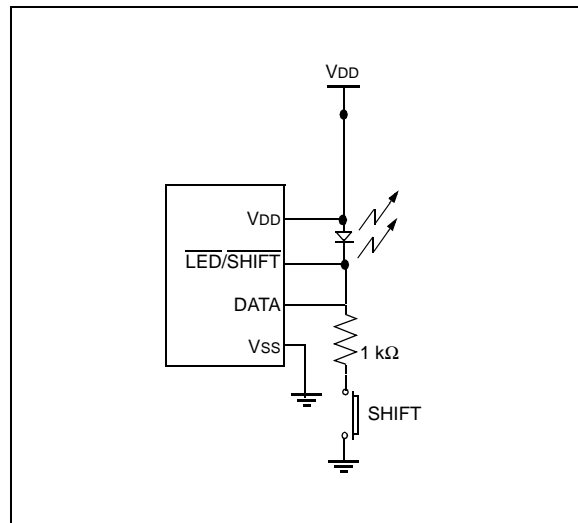 VDD
VDD
LED/SHIFT
DATA
VSS
1 kΩ
SHIFT